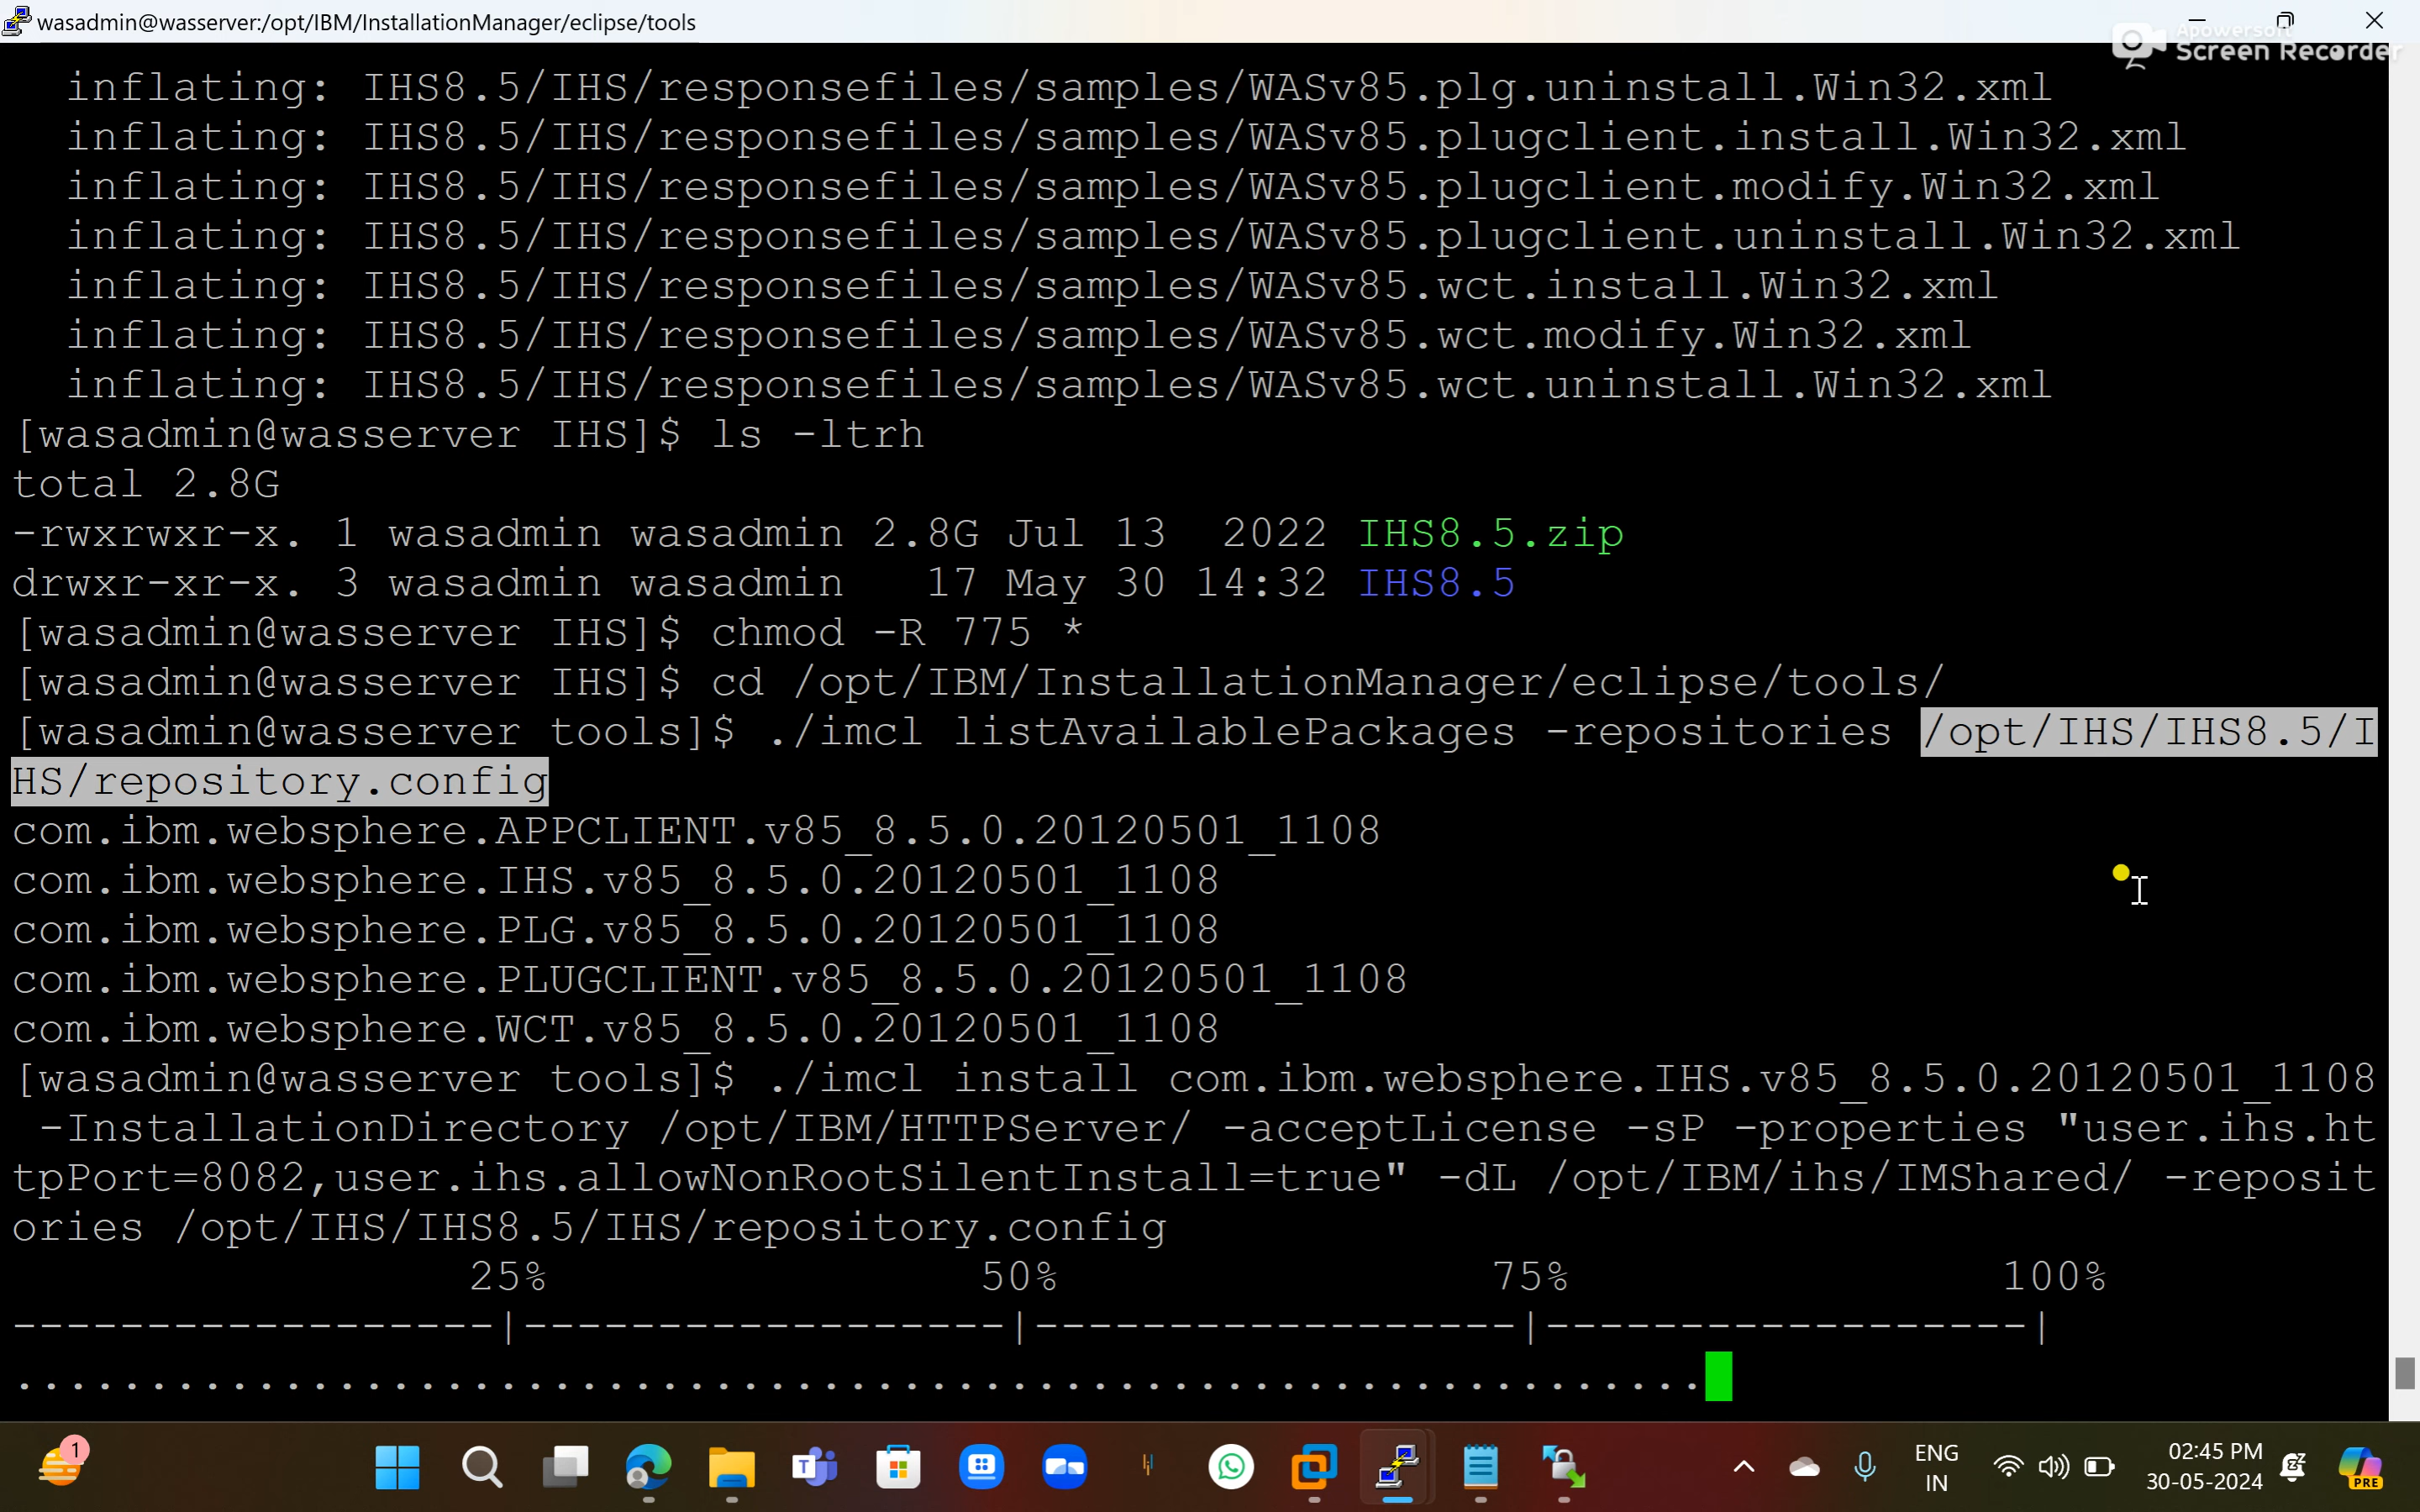 wasadmin@wasserver:/opt/IBM/InstallationManager/eclipse/tools
Apowersoft
Screen Recorder
inflating: IHS8.5/IHS/responsefiles/samples/WASv85.plg.uninstall.Win32.xml
inflating: IHS8.5/IHS/responsefiles/samples/WASv85.plugclient.install.Win32.xml
inflating: IHS8.5/IHS/responsefiles/samples/WASv85.plugclient.modify.Win32.xml
inflating: IHS8.5/IHS/responsefiles/samples/WASv85.plugclient.uninstall.Win32.xml
inflating: IHS8.5/IHS/responsefiles/samples/WASv85.wct.install.Win32.xml
inflating: IHS8.5/IHS/responsefiles/samples/WASv85.wct.modify.Win32.xml
inflating: IHS8.5/IHS/responsefiles/samples/WASv85.wct.uninstall.Win32.xml
[wasadmin@wasserver IHS]$ ls -ltrh
total 2.8G
-rwxrwxr-x. 1 wasadmin wasadmin 2.8G Jul 13  2022 IHS8.5.zip
drwxr-xr-x. 3 wasadmin wasadmin   17 May 30 14:32 IHS8.5
[wasadmin@wasserver IHS]$ chmod -R 775 *
[wasadmin@wasserver IHS]$ cd /opt/IBM/InstallationManager/eclipse/tools/
[wasadmin@wasserver tools]$ ./imcl listAvailablePackages -repositories /opt/IHS/IHS8.5/I
HS/repository.config
com.ibm.websphere.APPCLIENT.v85_8.5.0.20120501_1108
com.ibm.websphere.IHS.v85_8.5.0.20120501_1108
com.ibm.websphere.PLG.v85_8.5.0.20120501_1108
com.ibm.websphere.PLUGCLIENT.v85_8.5.0.20120501_1108
com.ibm.websphere.WCT.v85_8.5.0.20120501_1108
[wasadmin@wasserver tools]$ ./imcl install com.ibm.websphere.IHS.v85_8.5.0.20120501_1108
 -InstallationDirectory /opt/IBM/HTTPServer/ -acceptLicense -sP -properties "user.ihs.ht
tpPort=8082,user.ihs.allowNonRootSilentInstall=true" -dL /opt/IBM/ihs/IMShared/ -reposit
ories /opt/IHS/IHS8.5/IHS/repository.config
25% 50% 75% 100%
------------------|------------------|------------------|------------------|
...............................................................
1
T
ENG
IN
02:45 PM
30-05-2024
PRE